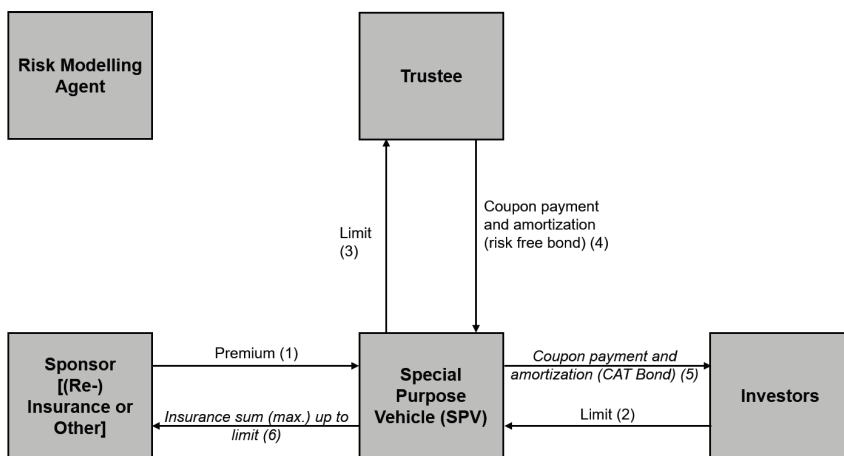 Risk Modelling
Agent
Trustee
Limit
(3)
Coupon payment
and amortization
(risk free bond) (4)
Sponsor
[(Re-)
Insurance or
Other]
Premium (1)
Insurance sum (max.) up to
limit (6)
Special
Purpose
Vehicle (SPV)
Coupon payment and
amortization (CAT Bond) (5)
Limit (2)
Investors